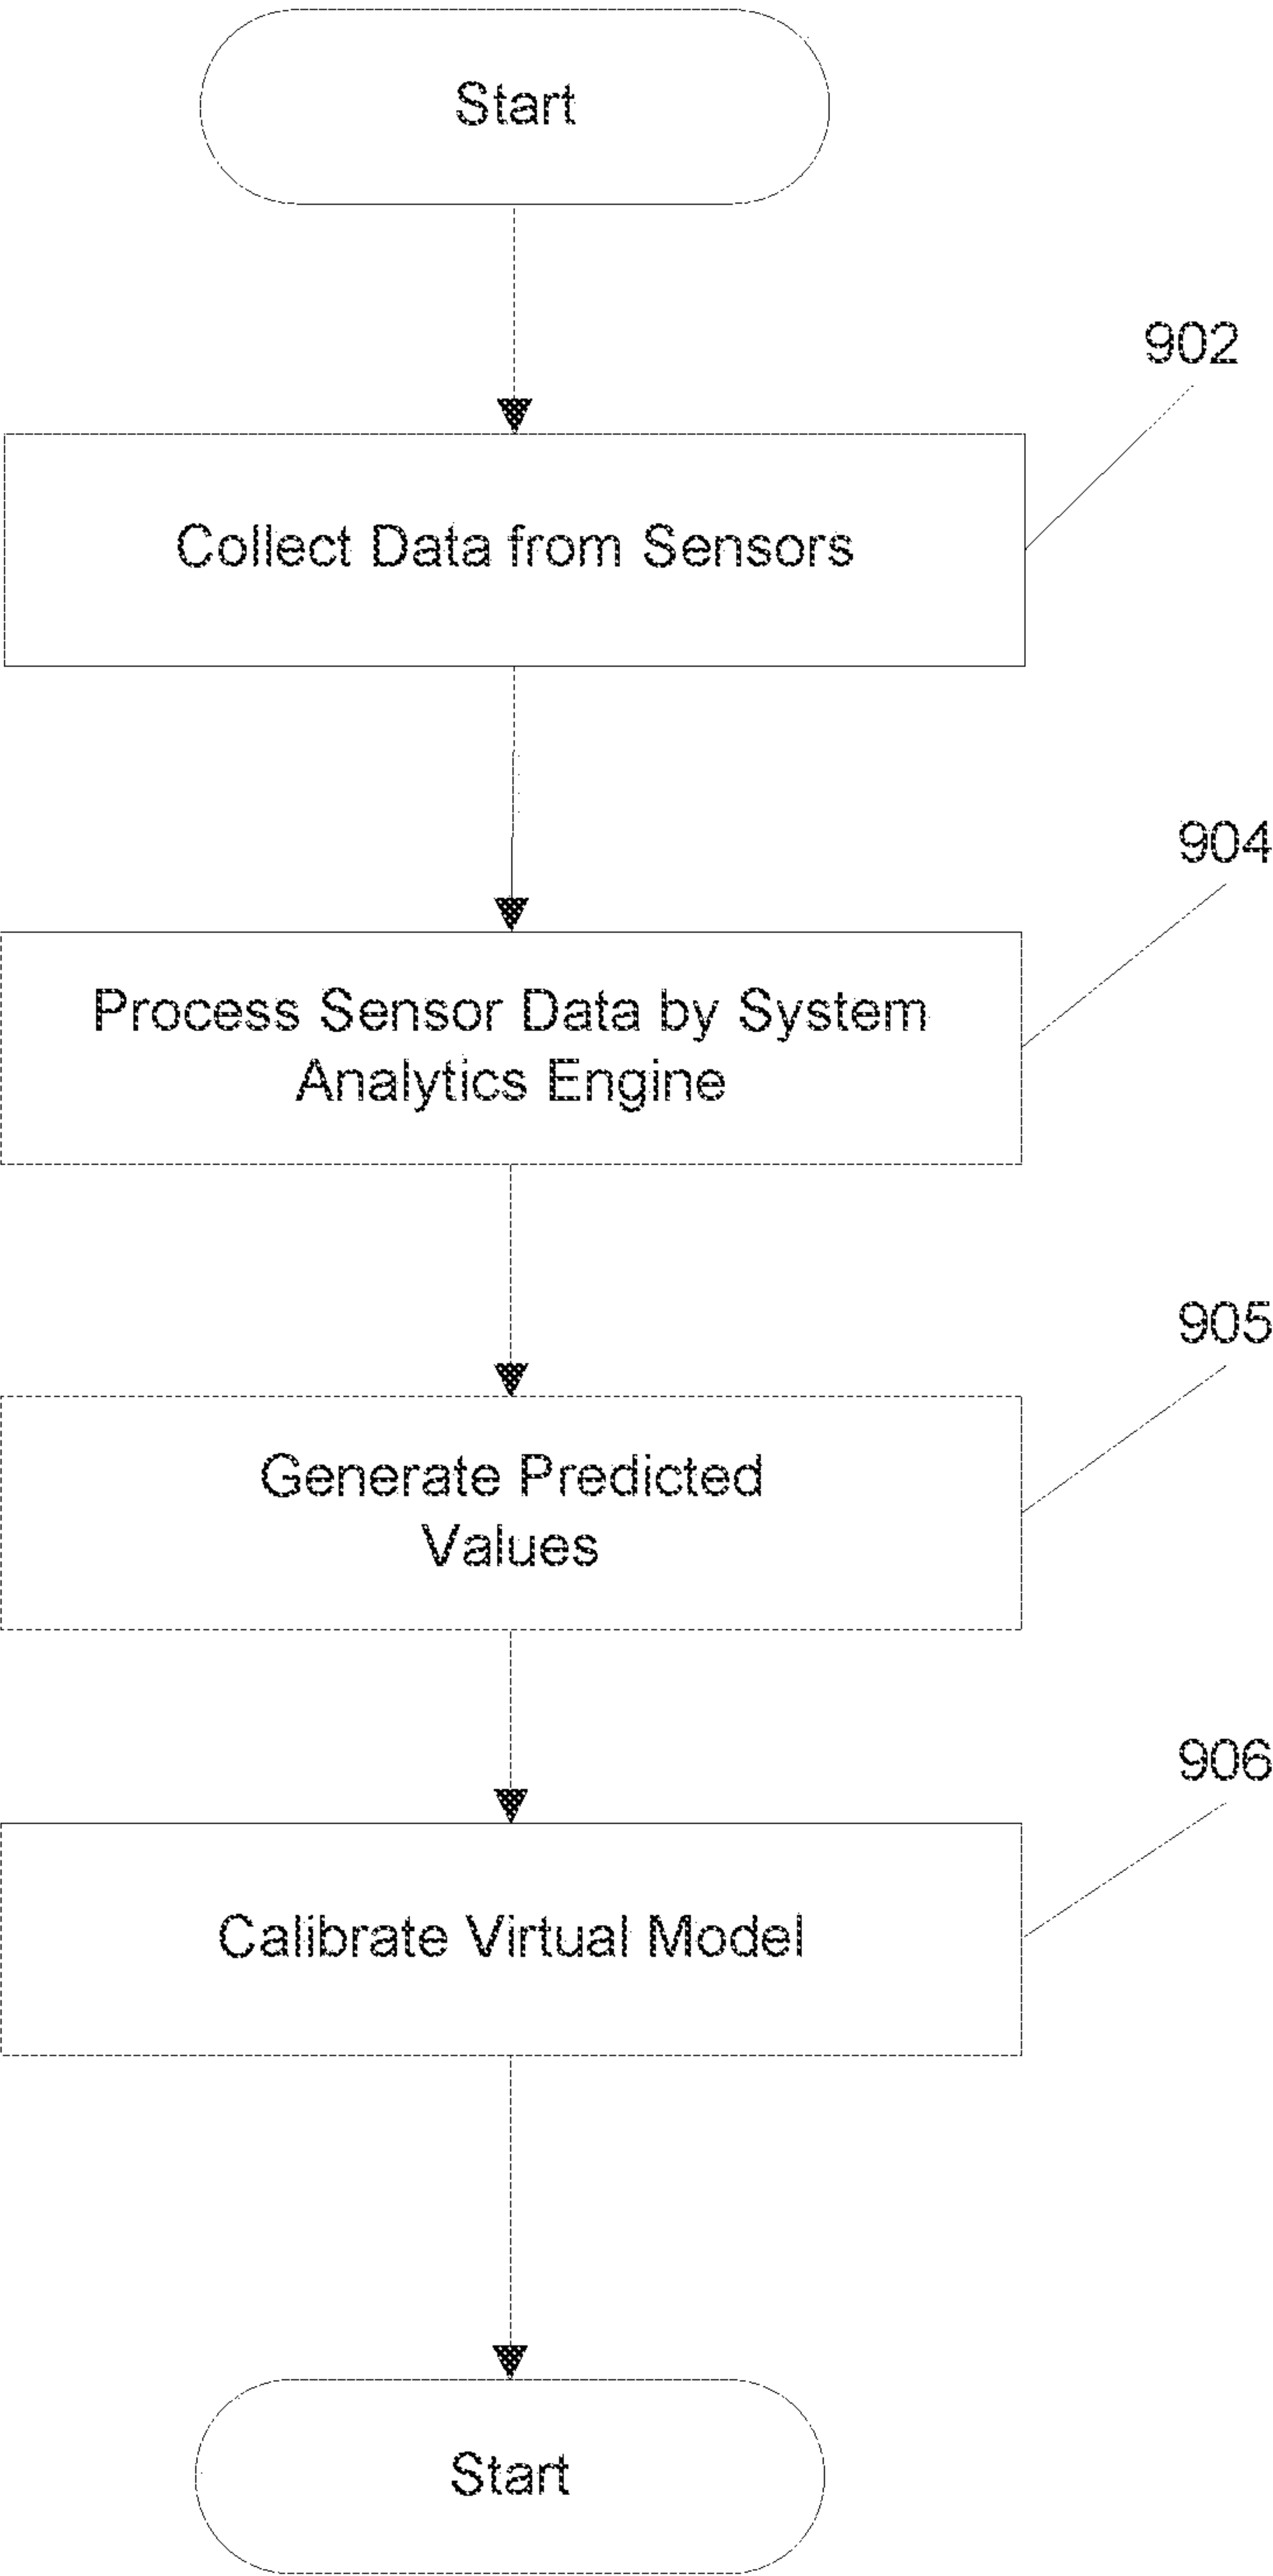 Start
902
Collect Data from Sensors
904
Process Sensor Data by System
Analytics Engine
905
Generate Predicted
Values
906
Calibrate Virtual Model
Start